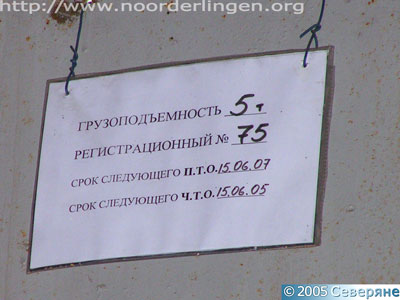 http://www.noorderlingen.org
ГРУЗОПОДЪЕМНОСТЬ 5т
РЕГИСТРАЦИОННЫЙ № 75
СРОК СЛЕДУЮЩЕГО П.Т.О. 15.06.07
СРОК СЛЕДУЮЩЕГО Ч.Т.О. 15.06.05
© 2005 Северяне